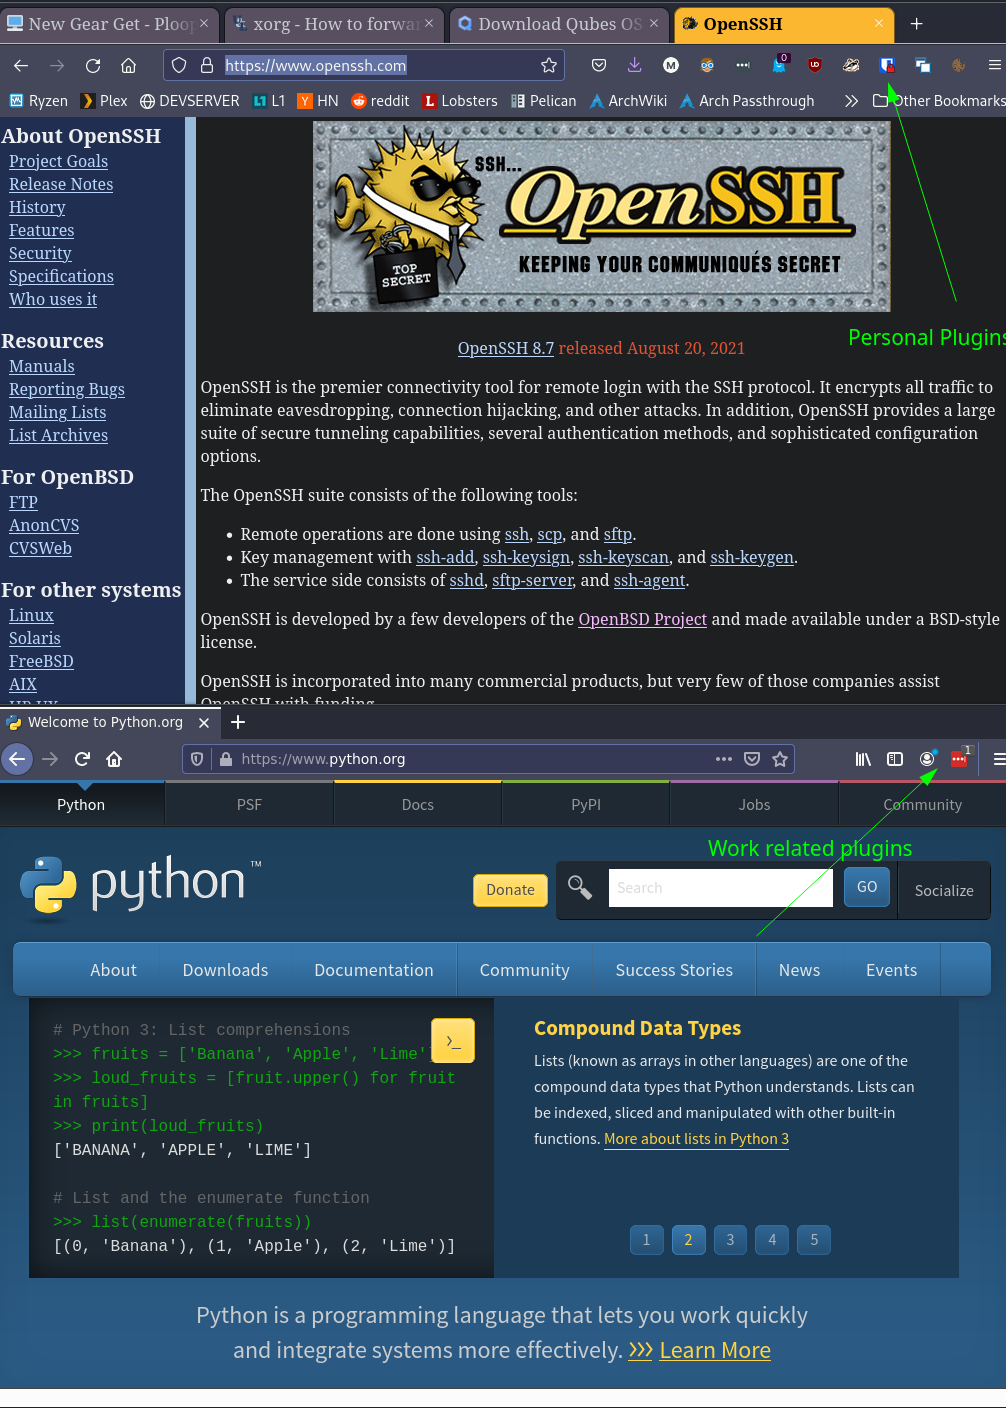 New Gear Get - Ploop
xorg - How to forwar
Download Qubes OS
OpenSSH
https://www.openssh.com
M
0
UO
Ryzen
Plex
DEVSERVER
L1 L1
Y HN
reddit
L Lobsters
Pelican
ArchWiki
Arch Passthrough
Other Bookmarks
About OpenSSH
Project Goals
Release Notes
History
Features
Security
Specifications
Who uses it
Resources
Manuals
Reporting Bugs
Mailing Lists
List Archives
For OpenBSD
FTP
AnonCVS
CVSWeb
For other systems
Linux
Solaris
FreeBSD
AIX
HP-UX
SSH...
OpenSSH
KEEPING YOUR COMMUNIQUÉS SECRET
TOP
SECRET
Personal Plugins
OpenSSH 8.7 released August 20, 2021
OpenSSH is the premier connectivity tool for remote login with the SSH protocol. It encrypts all traffic to
eliminate eavesdropping, connection hijacking, and other attacks. In addition, OpenSSH provides a large
suite of secure tunneling capabilities, several authentication methods, and sophisticated configuration
options.
The OpenSSH suite consists of the following tools:
• Remote operations are done using ssh, scp, and sftp.
• Key management with ssh-add, ssh-keysign, ssh-keyscan, and ssh-keygen.
• The service side consists of sshd, sftp-server, and ssh-agent.
OpenSSH is developed by a few developers of the OpenBSD Project and made available under a BSD-style
license.
OpenSSH is incorporated into many commercial products, but very few of those companies assist
OpenSSH with funding.
Welcome to Python.org
https://www.python.org
1
Python
PSF
Docs
PyPI
Jobs
Community
Work related plugins
python™
Donate
Search
GO
Socialize
About
Downloads
Documentation
Community
Success Stories
News
Events
# Python 3: List comprehensions
>>> fruits = ['Banana', 'Apple', 'Lime']
>>> loud_fruits = [fruit.upper() for fruit
in fruits]
>>> print(loud_fruits)
['BANANA', 'APPLE', 'LIME']
# List and the enumerate function
>>> list(enumerate(fruits))
[(0, 'Banana'), (1, 'Apple'), (2, 'Lime')]
>_
Compound Data Types
Lists (known as arrays in other languages) are one of the
compound data types that Python understands. Lists can
be indexed, sliced and manipulated with other built-in
functions. More about lists in Python 3
1 2 3 4 5
Python is a programming language that lets you work quickly
and integrate systems more effectively. >>> Learn More